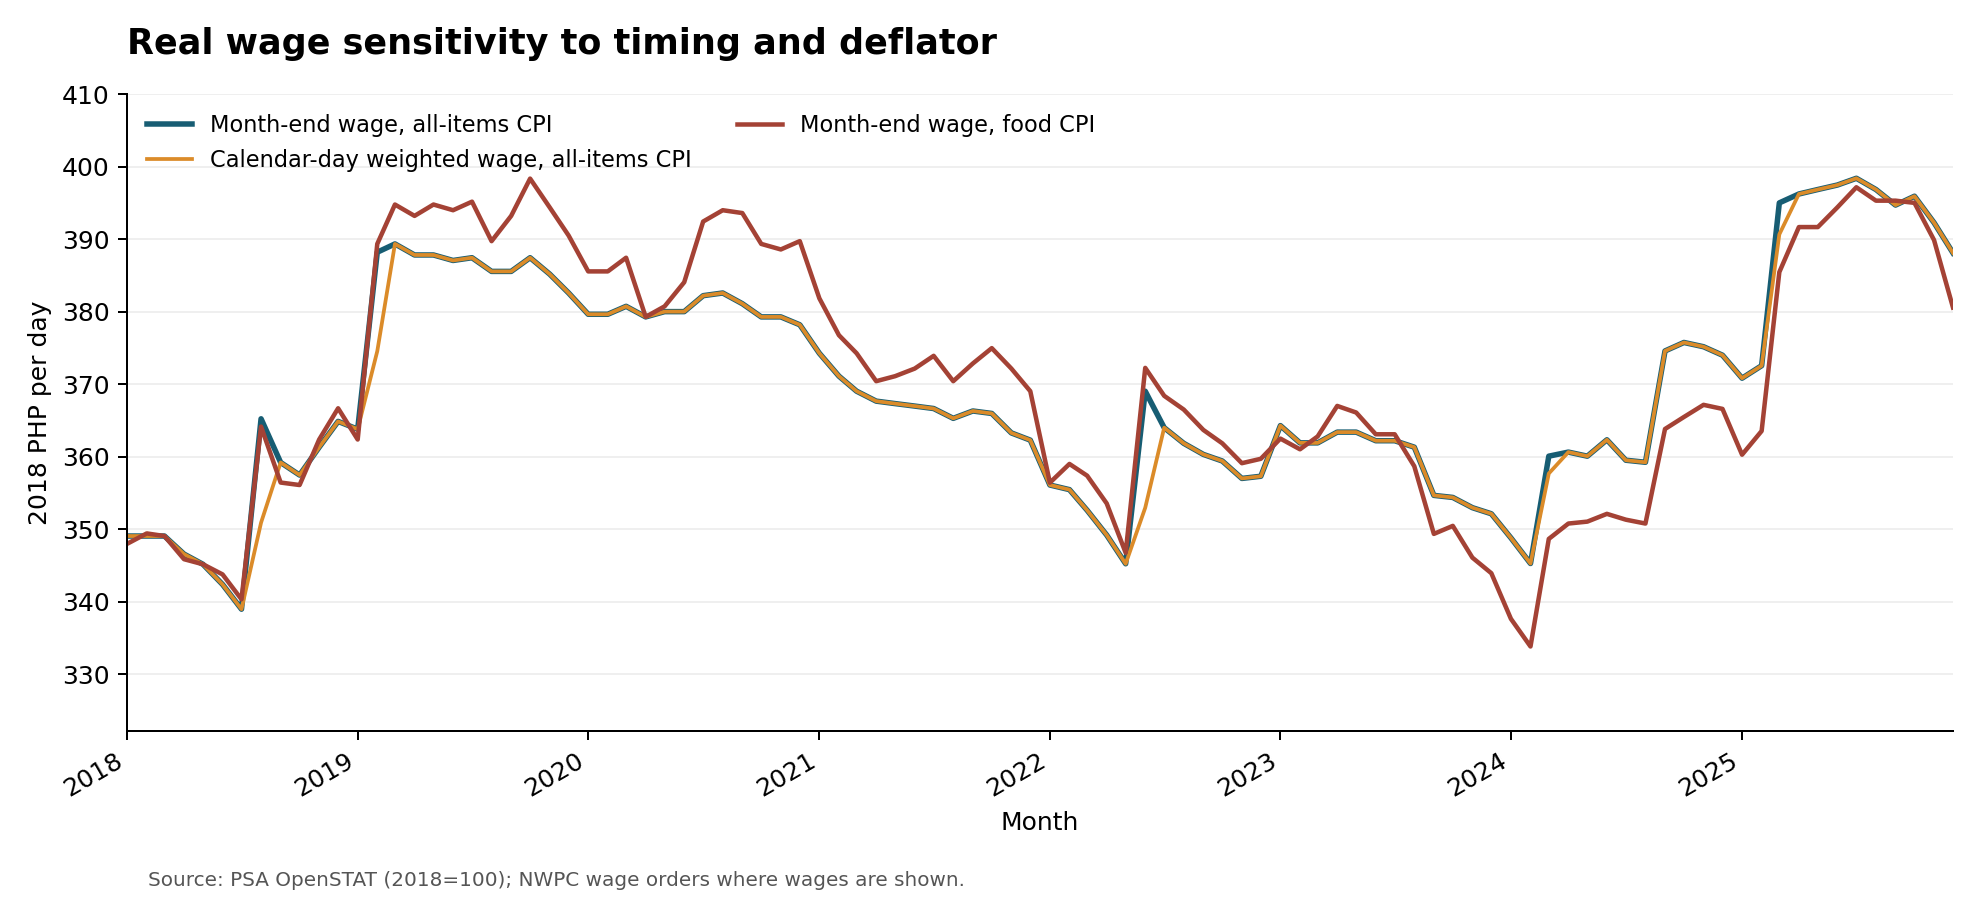 Real wage sensitivity to timing and deflator
410
400
390
380
370
360
350
340
330
2018 PHP per day
Month-end wage, all-items CPI
Calendar-day weighted wage, all-items CPI
Month-end wage, food CPI
2018
2019
2020
2021
2022
2023
2024
2025
Month
Source: PSA OpenSTAT (2018=100); NWPC wage orders where wages are shown.